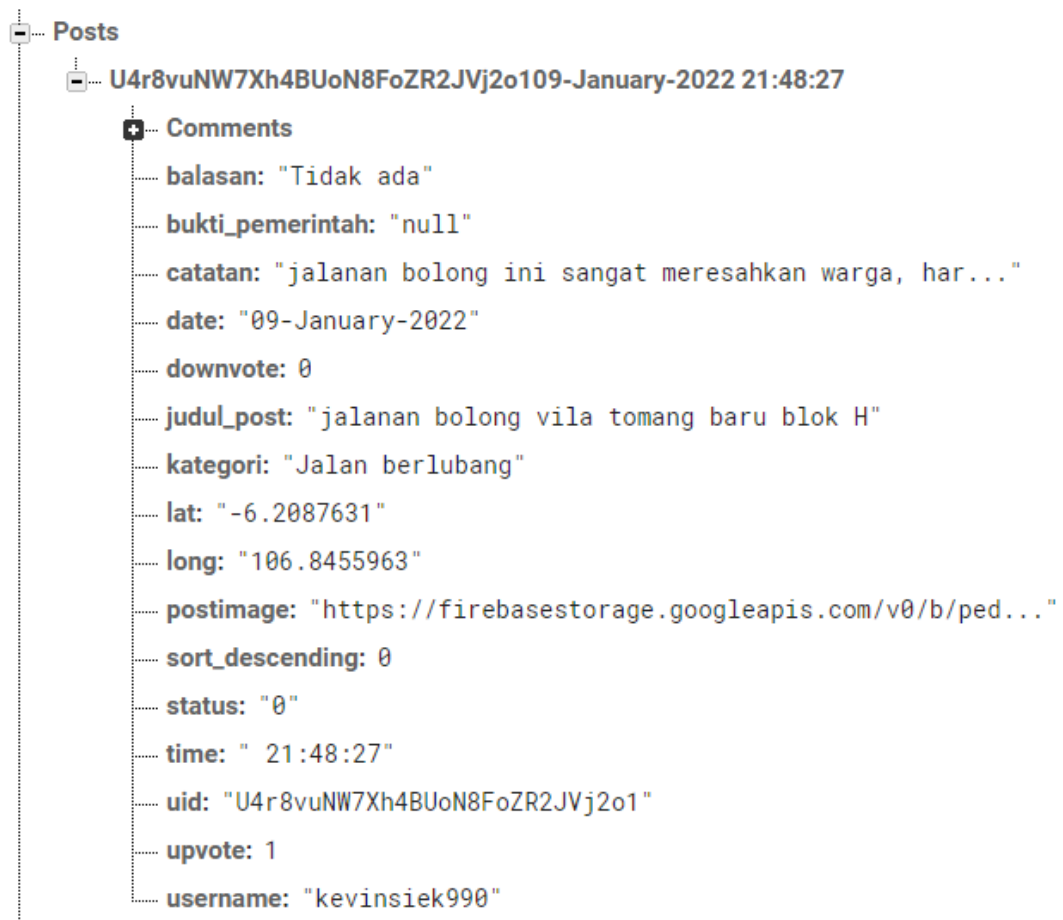 Posts
U4r8vuNW7Xh4BUoN8FoZR2JVj2o109-January-2022 21:48:27
Comments
balasan: "Tidak ada"
bukti_pemerintah: "null"
catatan: "jalanan bolong ini sangat meresahkan warga, har..."
date: "09-January-2022"
downvote: 0
judul_post: "jalanan bolong vila tomang baru blok H"
kategori: "Jalan berlubang"
lat: "-6.2087631"
long: "106.8455963"
postimage: "https://firebasestorage.googleapis.com/v0/b/ped..."
sort_descending: 0
status: "0"
time: " 21:48:27"
uid: "U4r8vuNW7Xh4BUoN8FoZR2JVj2o1"
upvote: 1
username: "kevinsiek990"